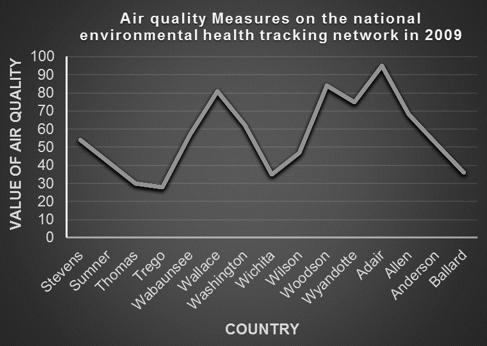 Air quality Measures on the national
environmental health tracking network in 2009
VALUE OF AIR QUALITY
100
90
80
70
60
50
40
30
20
10
0
Stevens
Sumner
Thomas
Trego
Wabaunsee
Wallace
Washington
Wichita
Wilson
Woodson
Wyandotte
Adair
Allen
Anderson
Ballard
COUNTRY